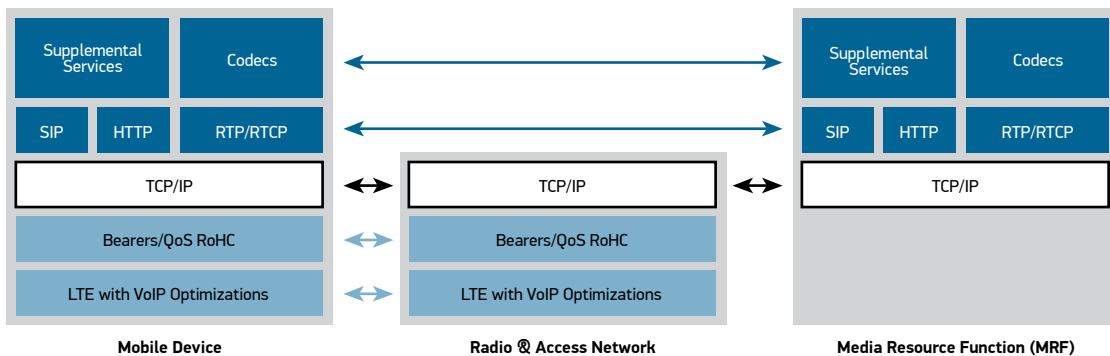 Supplemental
Services
Codecs
Supplemental
Services
Codecs
SIP
HTTP
RTP/RTCP
SIP
HTTP
RTP/RTCP
TCP/IP
TCP/IP
TCP/IP
Bearers/QoS RoHC
Bearers/QoS RoHC
LTE with VoIP Optimizations
LTE with VoIP Optimizations
Mobile Device
Radio & Access Network
Media Resource Function (MRF)